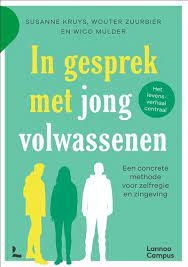 SUSANNE KRUYS, WOUTER ZUURBIER
EN WICO MULDER
In gesprek
met jong
volwassenen
Het
levens-
verhaal
centraal
Een concrete
methode
voor zelfregie
en zingeving
L
Lannoo
Campus